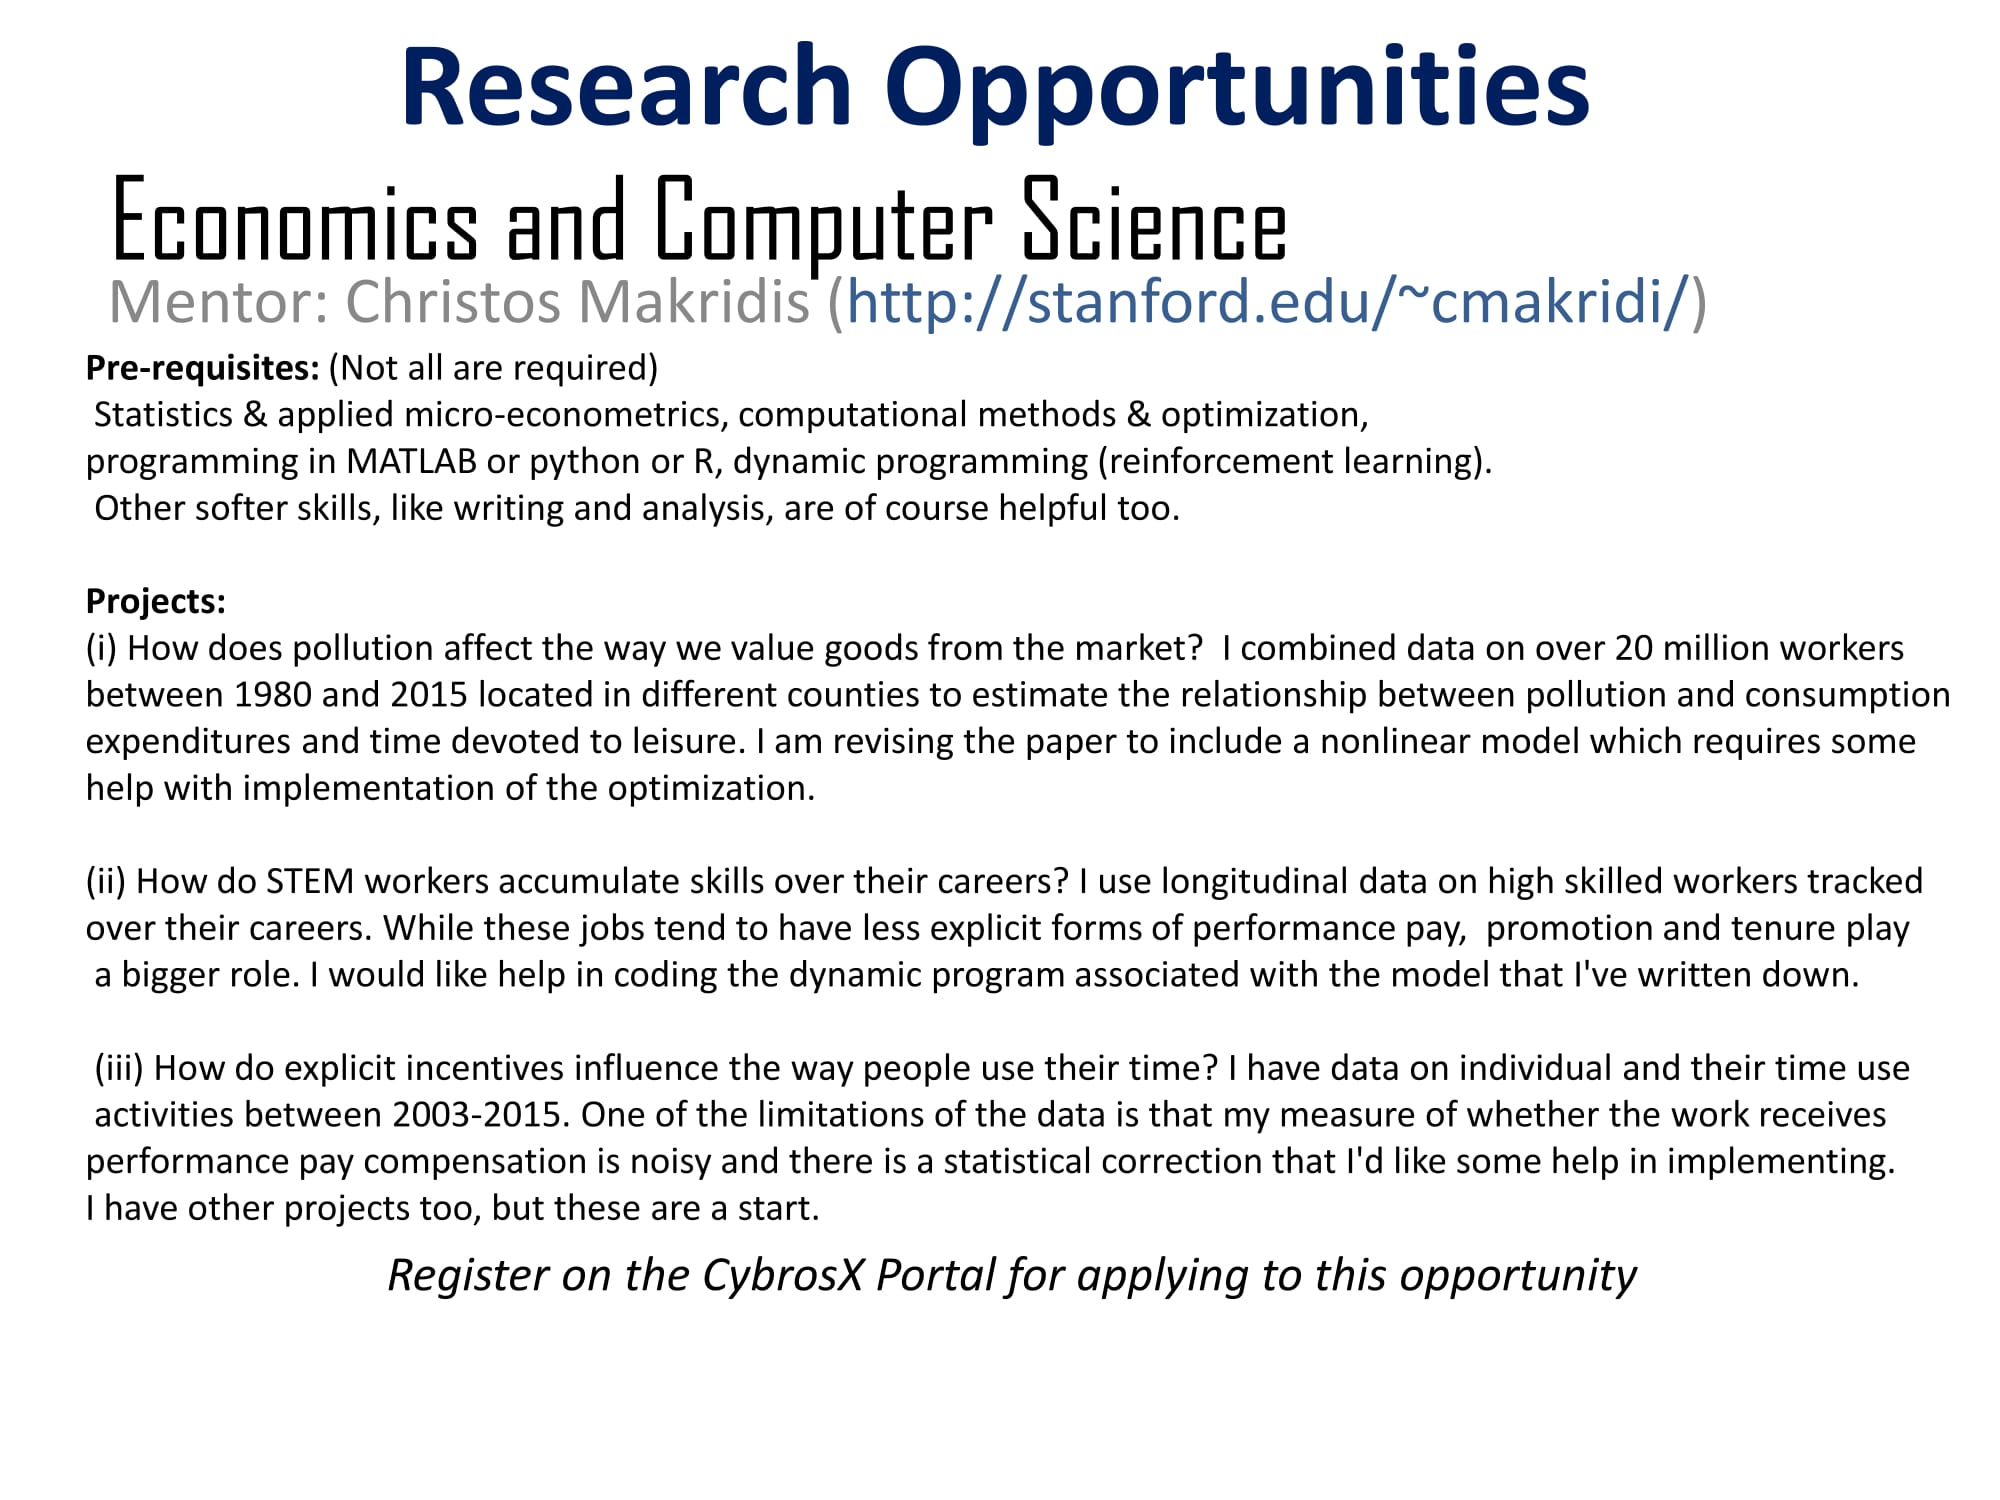 Research Opportunities
Economics and Computer Science
Mentor: Christos Makridis (http://stanford.edu/~cmakridi/)
Pre-requisites: (Not all are required)
Statistics & applied micro-econometrics, computational methods & optimization,
programming in MATLAB or python or R, dynamic programming (reinforcement learning).
Other softer skills, like writing and analysis, are of course helpful too.
Projects:
(i) How does pollution affect the way we value goods from the market?  I combined data on over 20 million workers
between 1980 and 2015 located in different counties to estimate the relationship between pollution and consumption
expenditures and time devoted to leisure. I am revising the paper to include a nonlinear model which requires some
help with implementation of the optimization.
(ii) How do STEM workers accumulate skills over their careers? I use longitudinal data on high skilled workers tracked
over their careers. While these jobs tend to have less explicit forms of performance pay,  promotion and tenure play
a bigger role. I would like help in coding the dynamic program associated with the model that I've written down.
(iii) How do explicit incentives influence the way people use their time? I have data on individual and their time use
activities between 2003-2015. One of the limitations of the data is that my measure of whether the work receives
performance pay compensation is noisy and there is a statistical correction that I'd like some help in implementing.
I have other projects too, but these are a start.
Register on the CybrosX Portal for applying to this opportunity